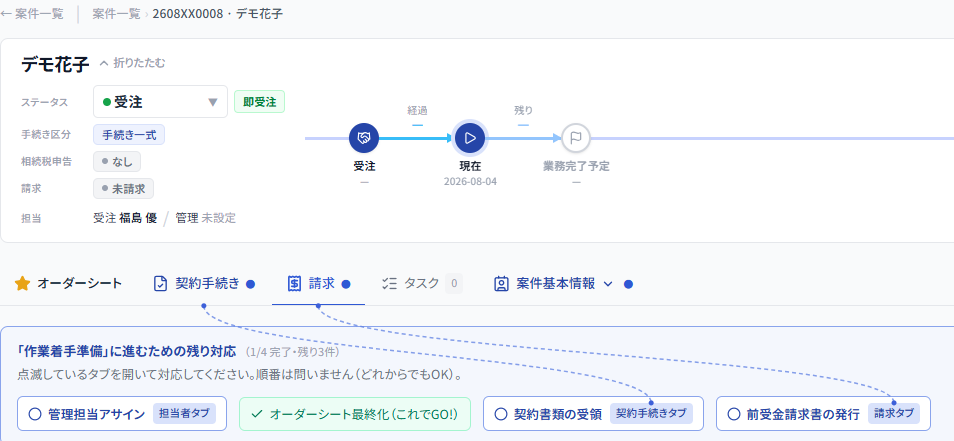 ← 案件一覧 案件一覧 › 2608XX0008 · デモ花子
デモ花子 折りたたむ
ステータス 受注 ▼ 即受注
手続き区分 手続き一式
相続税申告 なし
請求 未請求
担当 受注 福島 優 / 管理 未設定
経過 残り
— —
受注 現在 業務完了予定
— 2026-08-04 —
オーダーシート 契約手続き 請求 タスク 0 案件基本情報
「作業着手準備」に進むための残り対応 (1/4 完了・残り3件)
点滅しているタブを開いて対応してください。順番は問いません(どれからでもOK)。
管理担当アサイン 担当者タブ オーダーシート最終化(これでGO!) 契約書類の受領 契約手続きタブ 前受金請求書の発行 請求タブ